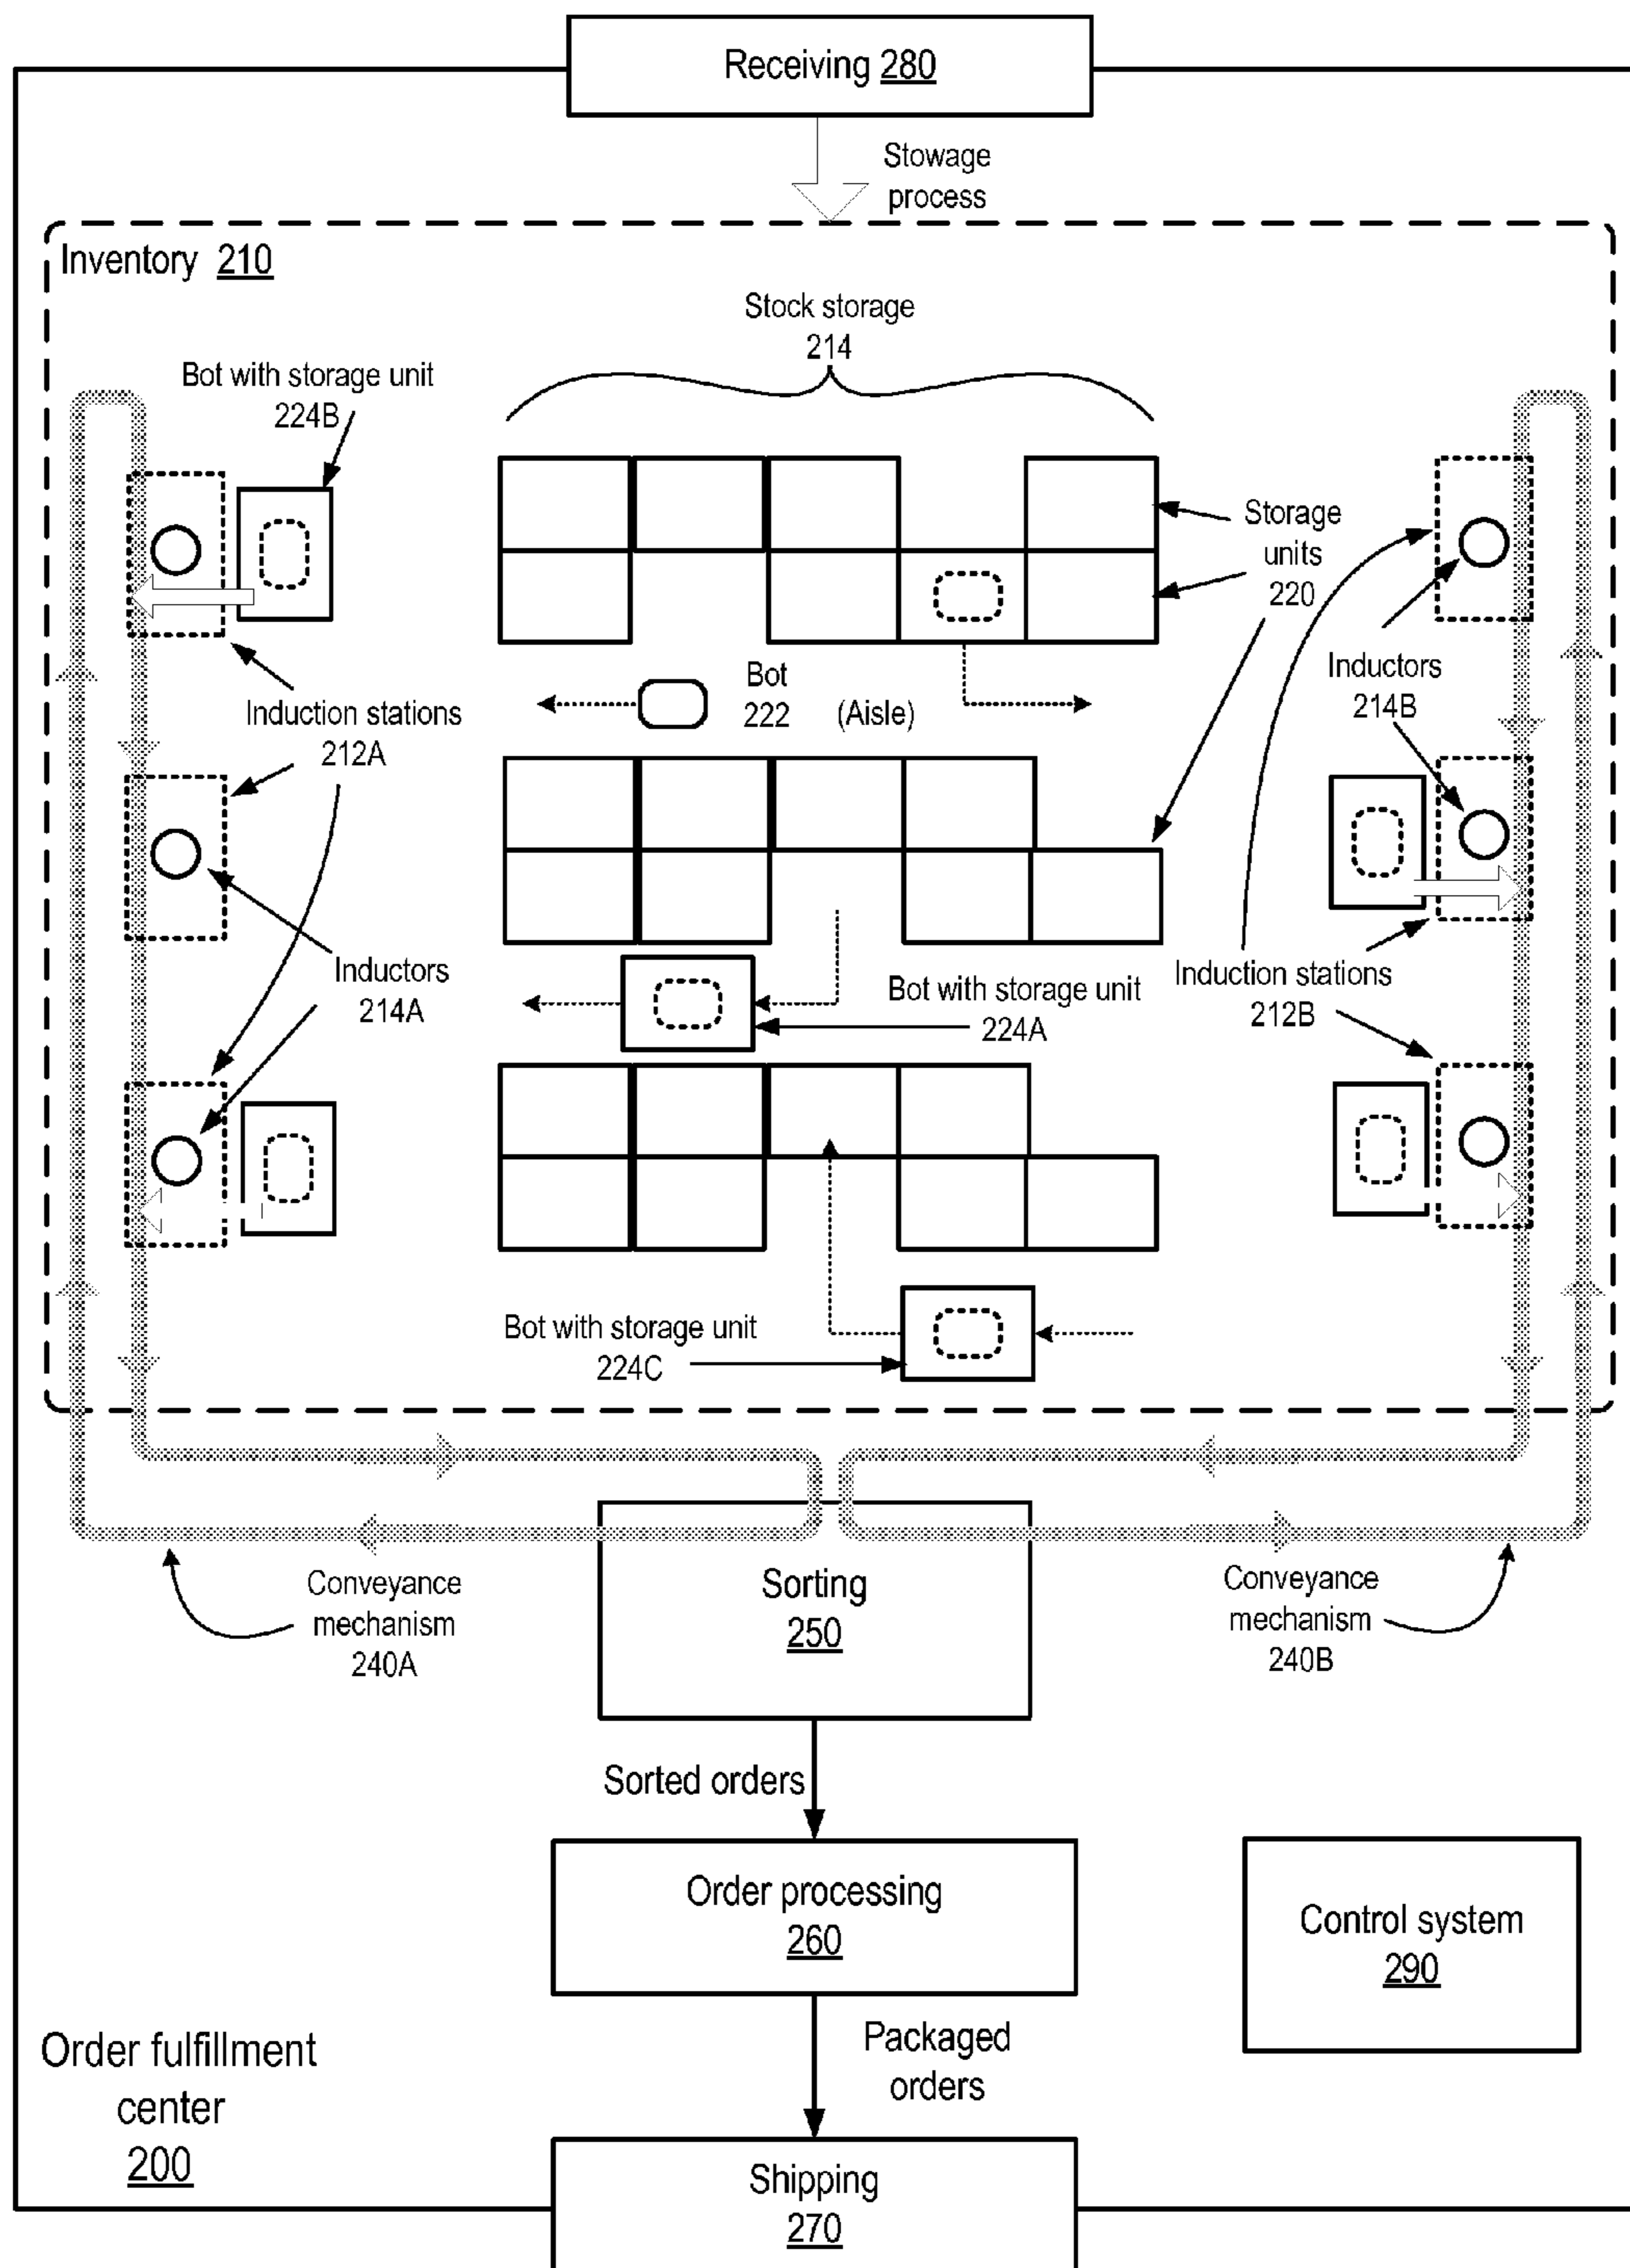 Receiving 280
Stowage
process
Inventory 210
Stock storage
214
Bot with storage unit
224B
Storage
units
220
Bot
222
(Aisle)
Induction stations
212A
Inductors
214B
Inductors
214A
Bot with storage unit
224A
Induction stations
212B
Bot with storage unit
224C
Conveyance
mechanism
240A
Sorting
250
Conveyance
mechanism
240B
Sorted orders
Order processing
260
Control system
290
Packaged
orders
Order fulfillment
center
200
Shipping
270